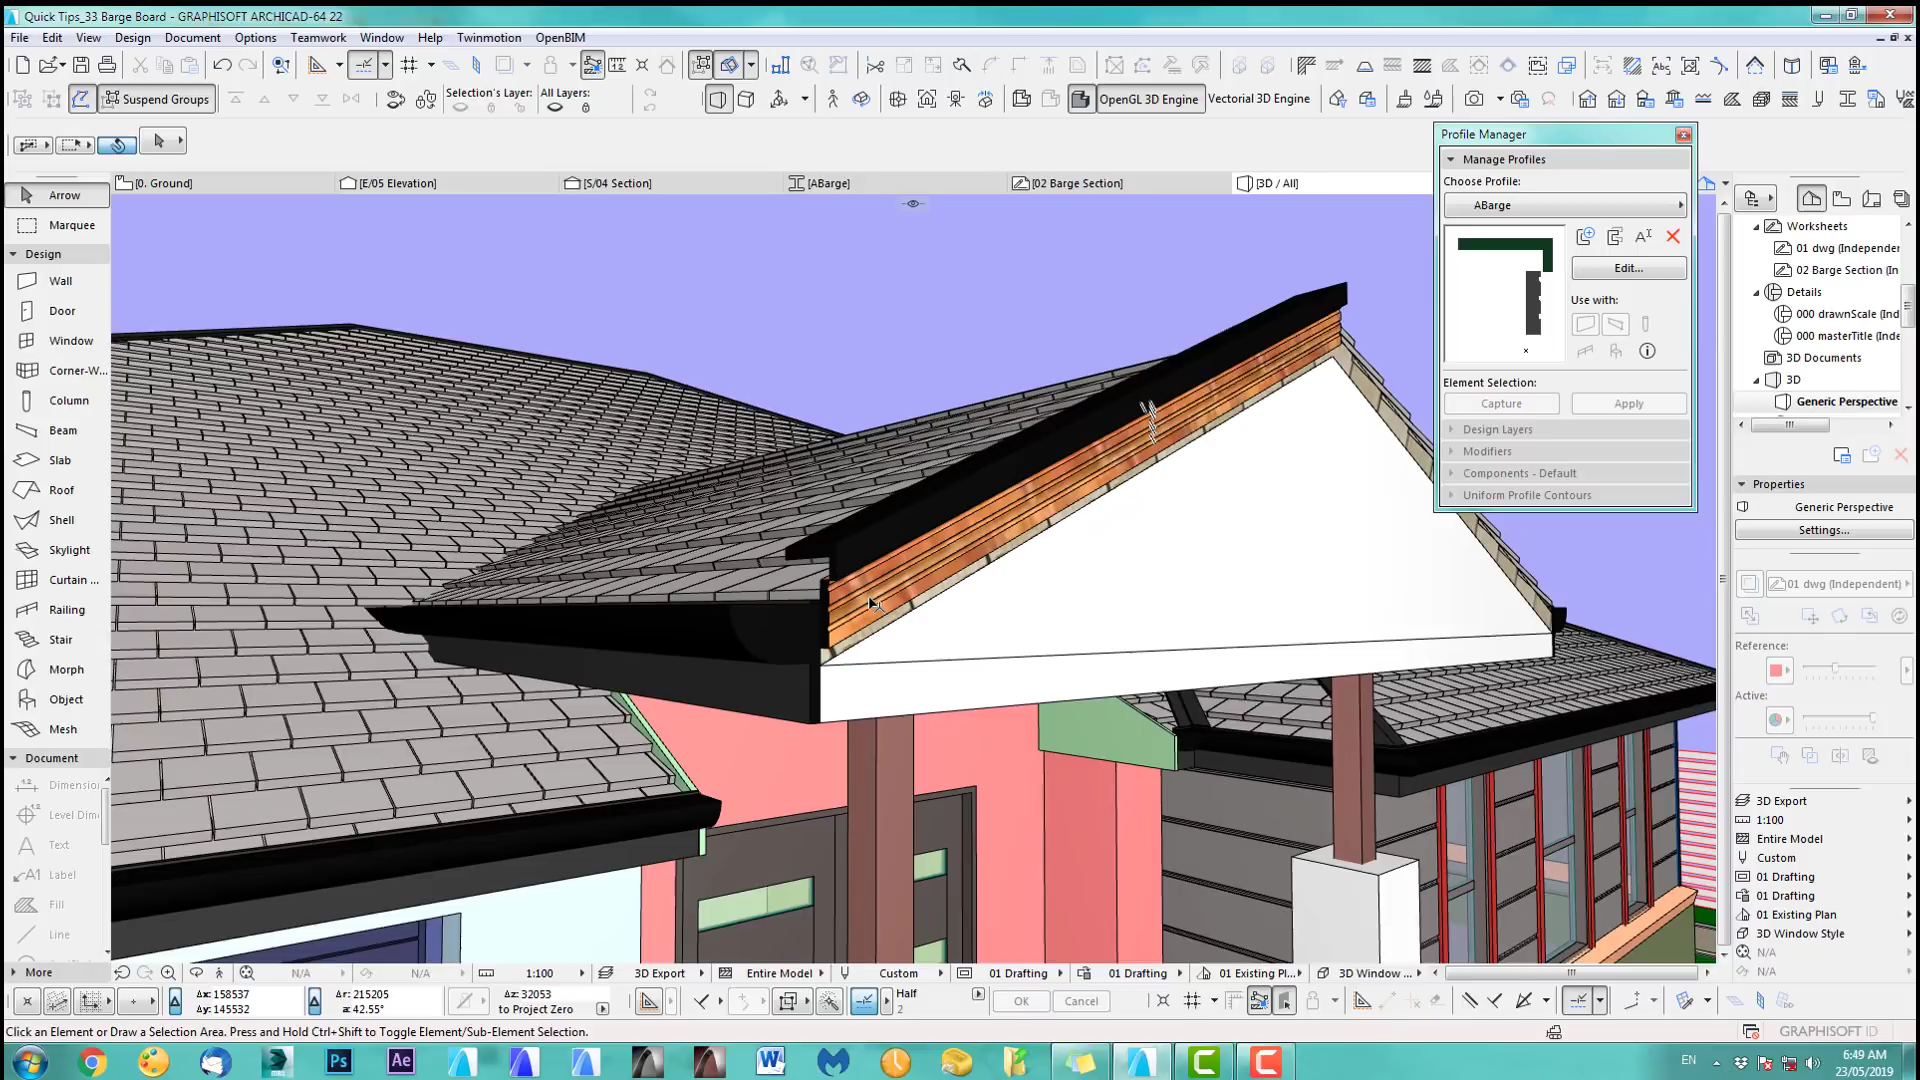 Quick Tips_33 Barge Board - GRAPHISOFT ARCHICAD-64 22
File Edit View Design Document Options Teamwork Window Help Twinmotion OpenBIM
Suspend Groups
Selection's Layer: All Layers:
OpenGL 3D Engine Vectorial 3D Engine
[0. Ground] [E/05 Elevation] [S/04 Section] [ABarge] [02 Barge Section] [3D / All]
Arrow
Marquee
Design
Wall
Door
Window
Corner-W...
Column
Beam
Slab
Roof
Shell
Skylight
Curtain ...
Railing
Stair
Morph
Object
Mesh
Document
Dimensio
Level Dim
Text
A1 Label
Fill
Line
More
Profile Manager
Manage Profiles
Choose Profile:
ABarge
Edit...
Use with:
Element Selection:
Capture Apply
Design Layers
Modifiers
Components - Default
Uniform Profile Contours
Worksheets
01 dwg (Independer
02 Barge Section (In
Details
000 drawnScale (Ind
000 masterTitle (Inde
3D Documents
3D
Generic Perspective
Properties
Generic Perspective
Settings...
01 dwg (Independent)
Reference:
Active:
3D Export
1:100
Entire Model
Custom
01 Drafting
01 Drafting
01 Existing Plan
3D Window Style
N/A
N/A
N/A N/A 1:100 3D Export Entire Model Custom 01 Drafting 01 Drafting 01 Existing Pl... 3D Window ...
Δx: 158537 Δr: 215205 Δz: 32053 Half
Δy: 145532 a: 42.55° to Project Zero 2
OK Cancel
Click an Element or Draw a Selection Area. Press and Hold Ctrl+Shift to Toggle Element/Sub-Element Selection.
GRAPHISOFT ID
Ps Ae W C C
EN
6:49 AM
23/05/2019